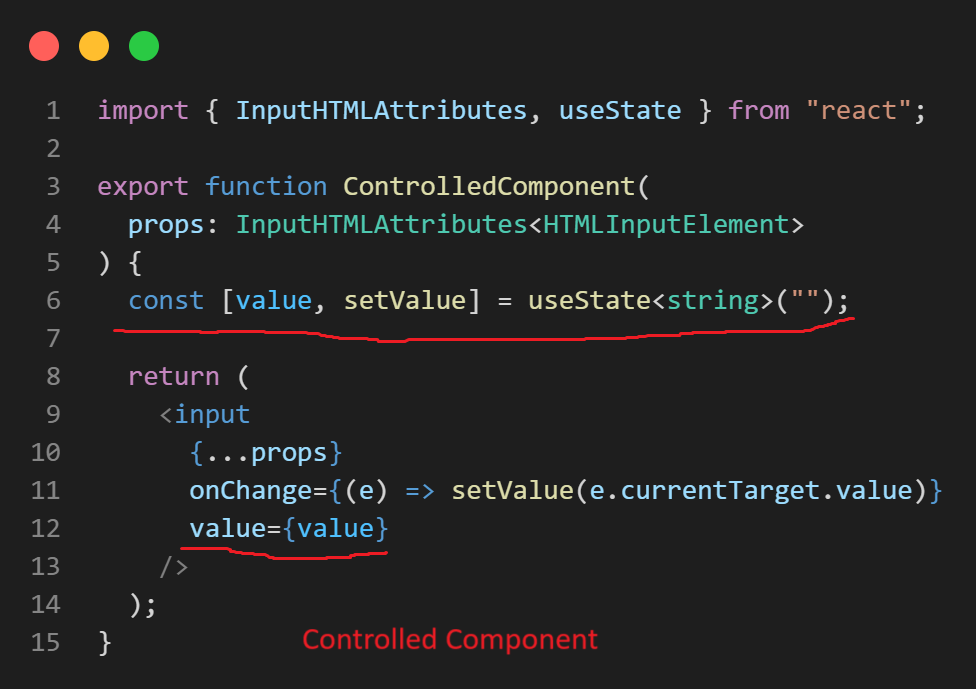 1 import { InputHTMLAttributes, useState } from "react";
2
3 export function ControlledComponent(
4   props: InputHTMLAttributes<HTMLInputElement>
5 ) {
6   const [value, setValue] = useState<string>("");
7
8   return (
9     <input
10       {...props}
11       onChange={(e) => setValue(e.currentTarget.value)}
12       value={value}
13     />
14   );
15 }
Controlled Component